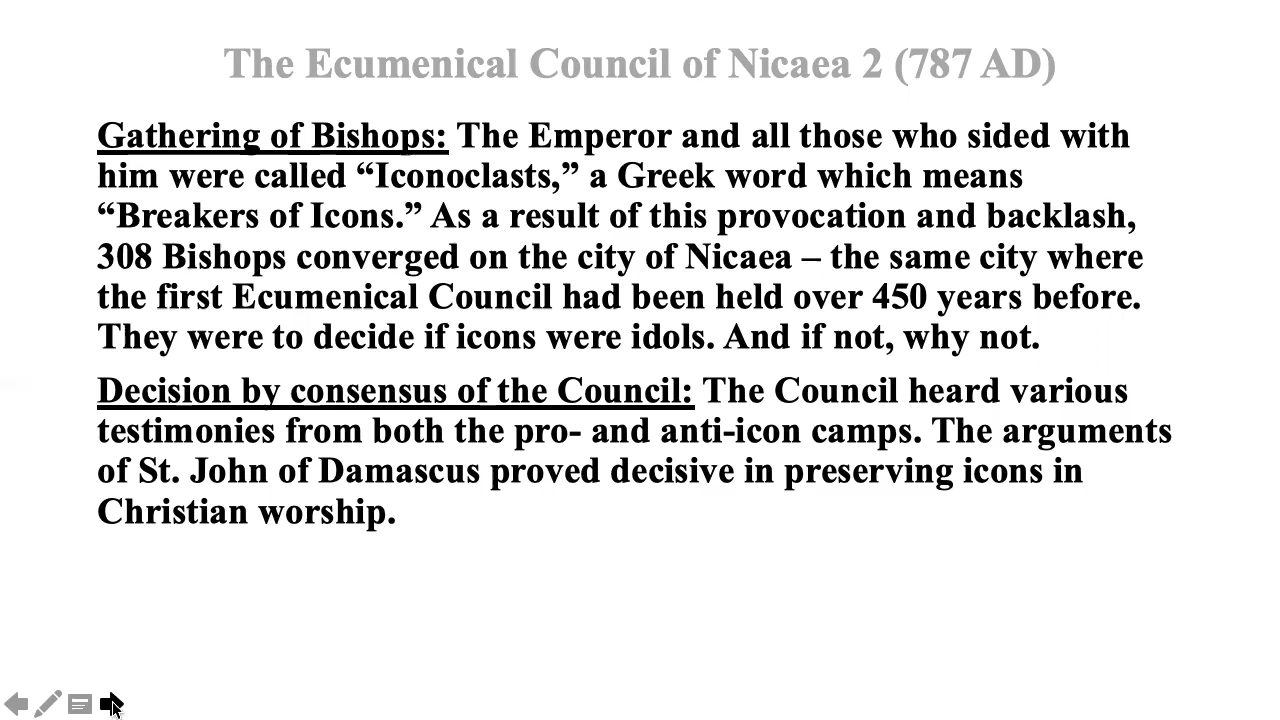 The Ecumenical Council of Nicaea 2 (787 AD)
Gathering of Bishops: The Emperor and all those who sided with
him were called “Iconoclasts,” a Greek word which means
“Breakers of Icons.” As a result of this provocation and backlash,
308 Bishops converged on the city of Nicaea – the same city where
the first Ecumenical Council had been held over 450 years before.
They were to decide if icons were idols. And if not, why not.
Decision by consensus of the Council: The Council heard various
testimonies from both the pro- and anti-icon camps. The arguments
of St. John of Damascus proved decisive in preserving icons in
Christian worship.